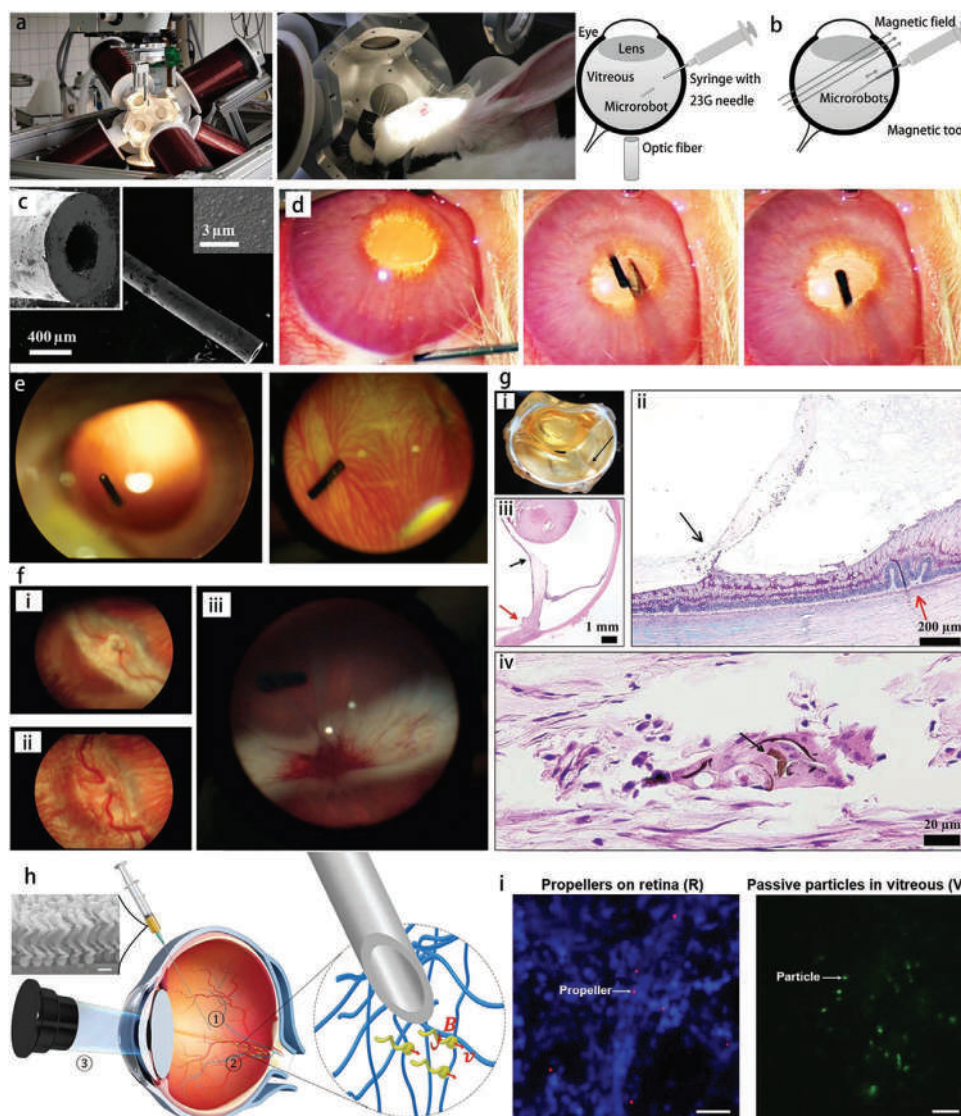 a
Eye
Lens
Vitreous
Microrobot
Syringe with
23G needle
Optic fiber
b
Magnetic field
Microrobots
Magnetic tool
c
3 µm
400 µm
d
e
g
i
ii
iii
1 mm
200 µm
f
i
ii
iii
iv
20 µm
h
1
2
3
B
v
i
Propellers on retina (R)
Propeller
Passive particles in vitreous (V
Particle